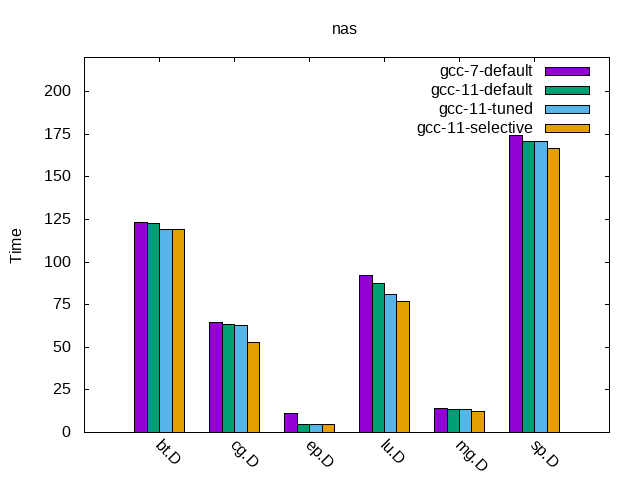 nas
gcc-7-default
gcc-11-default
gcc-11-tuned
gcc-11-selective
Time
200
175
150
125
100
75
50
25
0
bt.D
cg.D
ep.D
lu.D
mg.D
sp.D